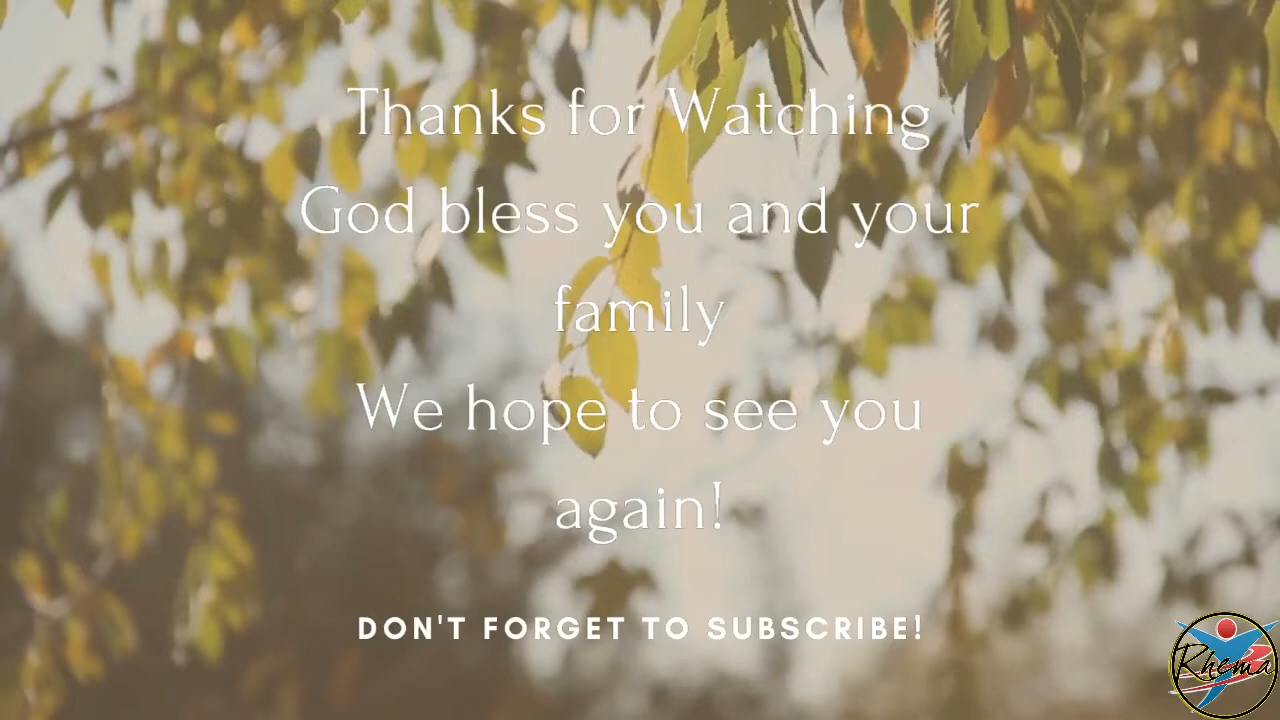 Thanks for Watching
God bless you and your
family
We hope to see you
again!
DON'T FORGET TO SUBSCRIBE!
Rhema